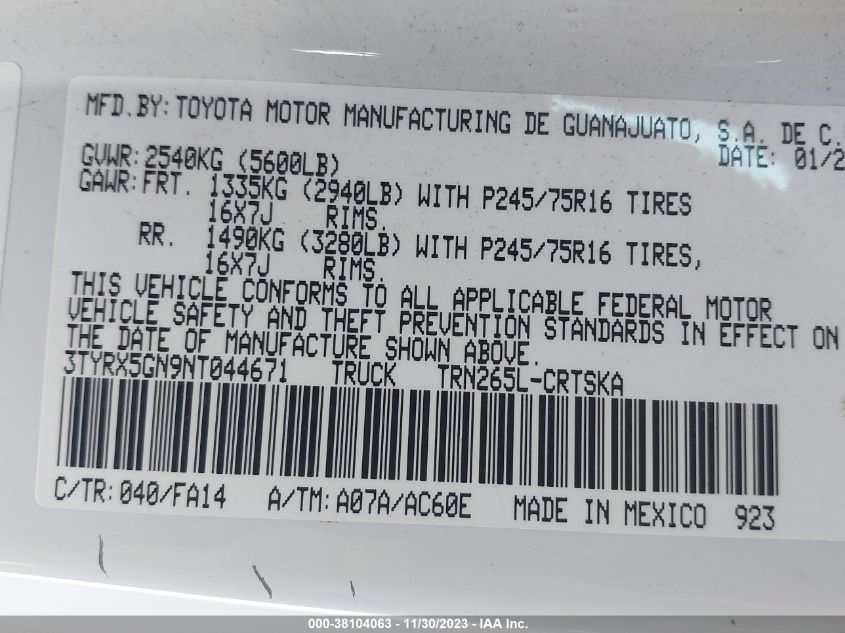 MFD.BY:TOYOTA MOTOR MANUFACTURING DE GUANAJUATO, S.A. DE C.
DATE: 01/2
GVWR:2540KG (5600LB)
GAWR:FRT. 1335KG (2940LB) WITH P245/75R16 TIRES
16X7J RIMS.
RR. 1490KG (3280LB) WITH P245/75R16 TIRES,
16X7J RIMS.
THIS VEHICLE CONFORMS TO ALL APPLICABLE FEDERAL MOTOR
VEHICLE SAFETY AND THEFT PREVENTION STANDARDS IN EFFECT ON
THE DATE OF MANUFACTURE SHOWN ABOVE.
3TYRX5GN9NT044671 TRUCK TRN265L-CRTSKA
C/TR:040/FA14 A/TM:A07A/AC60E MADE IN MEXICO 923
000-38104063 - 11/30/2023 - IAA Inc.